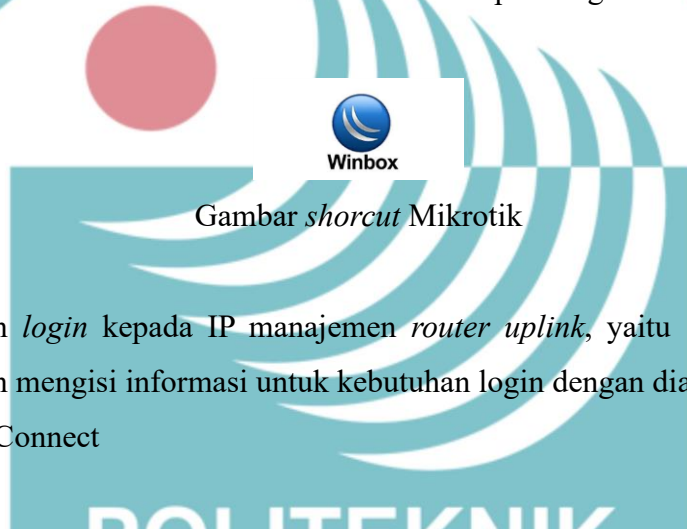 Winbox
Gambar shorcut Mikrotik
login kepada IP manajemen router uplink, yaitu
mengisi informasi untuk kebutuhan login dengan
Connect
POLITEKNIK